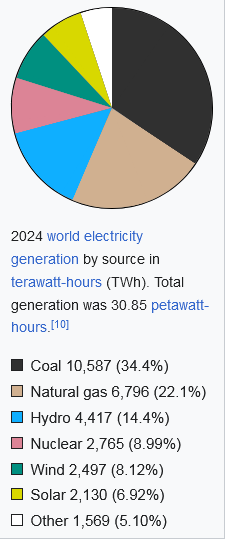 2024 world electricity
generation by source in
terawatt-hours (TWh). Total
generation was 30.85 petawatt-
hours.[10]
Coal 10,587 (34.4%)
Natural gas 6,796 (22.1%)
Hydro 4,417 (14.4%)
Nuclear 2,765 (8.99%)
Wind 2,497 (8.12%)
Solar 2,130 (6.92%)
Other 1,569 (5.10%)